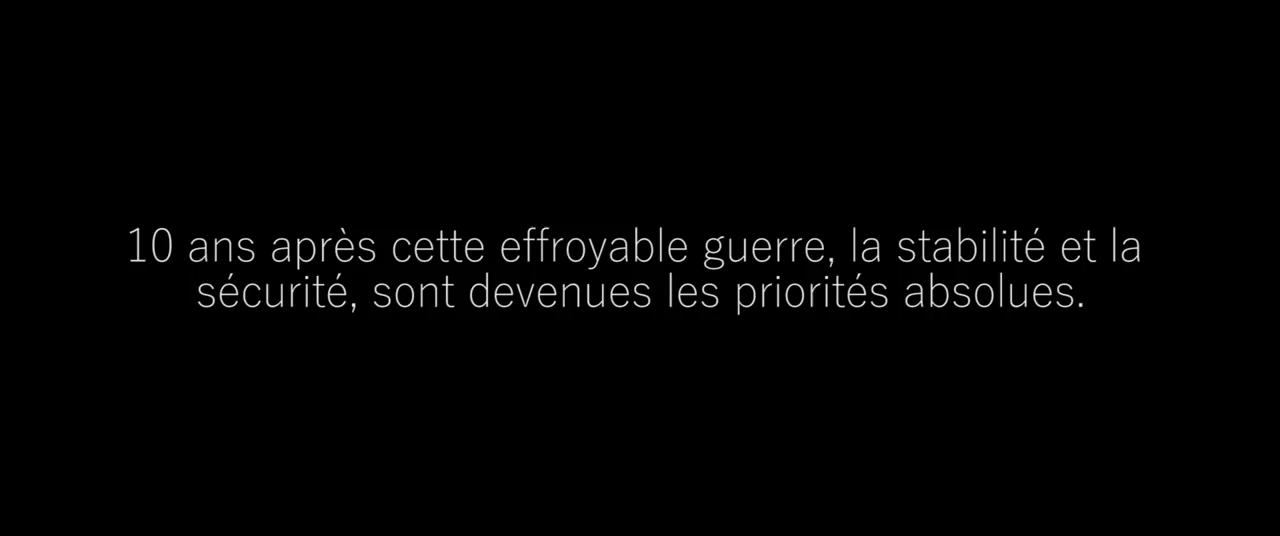 10 ans après cette effroyable guerre, la stabilité et la
sécurité, sont devenues les priorités absolues.